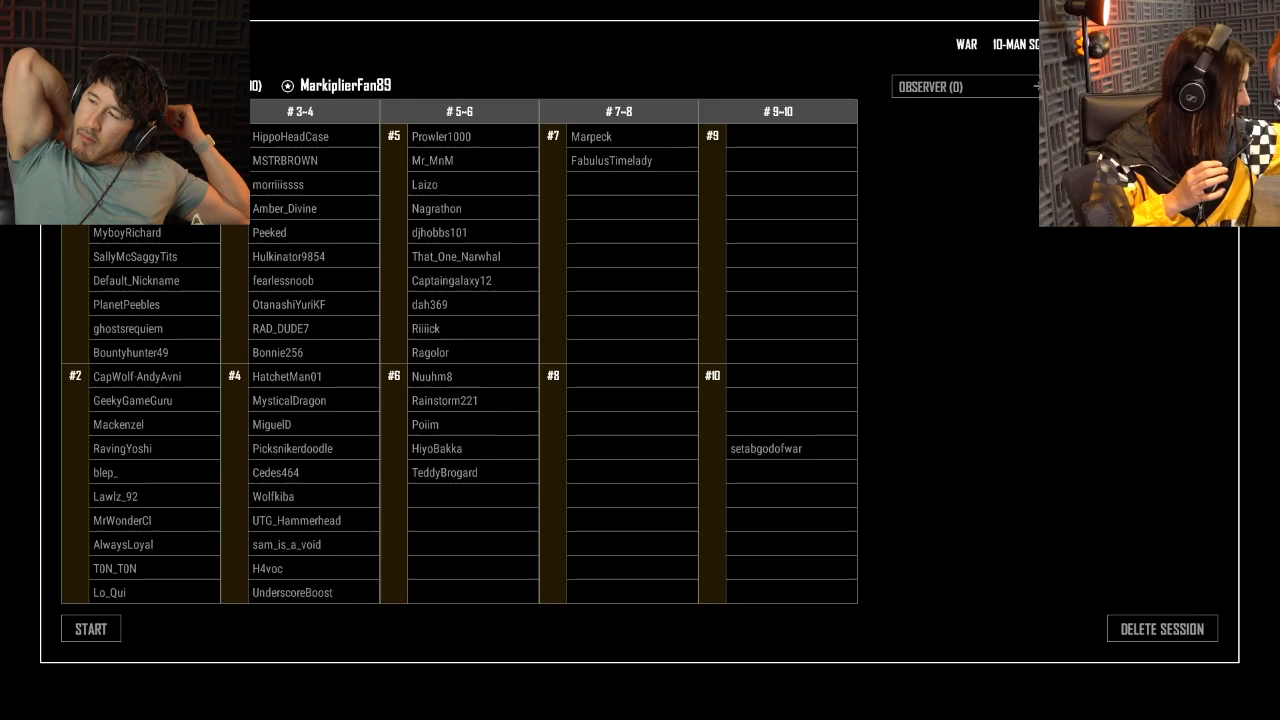 WAR 10-MAN
MarkiplierFan89
OBSERVER (0)
# 3~4 # 5~6 # 7~8 # 9~10
HippoHeadCase #5 Prowler1000 #7 Marpeck #9
MSTRBROWN Mr_MnM FabulusTimelady
morriiissss Laizo
Amber_Divine Nagrathon
MyboyRichard Peeked djhobbs101
SallyMcSaggyTits Hulkinator9854 That_One_Narwhal
Default_Nickname fearlessnoob Captaingalaxy12
PlanetPeebles OtanashiYuriKF dah369
ghostsrequiem RAD_DUDE7 Riiiick
Bountyhunter49 Bonnie256 Ragolor
#2 CapWolf-AndyAvni #4 HatchetMan01 #6 Nuuhm8 #8 #10
GeekyGameGuru MysticalDragon Rainstorm221
Mackenzel MiguelD Poiim
RavingYoshi Picksnikerdoodle HiyoBakka setabgodofwar
blep_ Cedes464 TeddyBrogard
Lawlz_92 Wolfkiba
MrWonderCl UTG_Hammerhead
AlwaysLoyal sam_is_a_void
T0N_T0N H4voc
Lo_Qui UnderscoreBoost
START DELETE SESSION